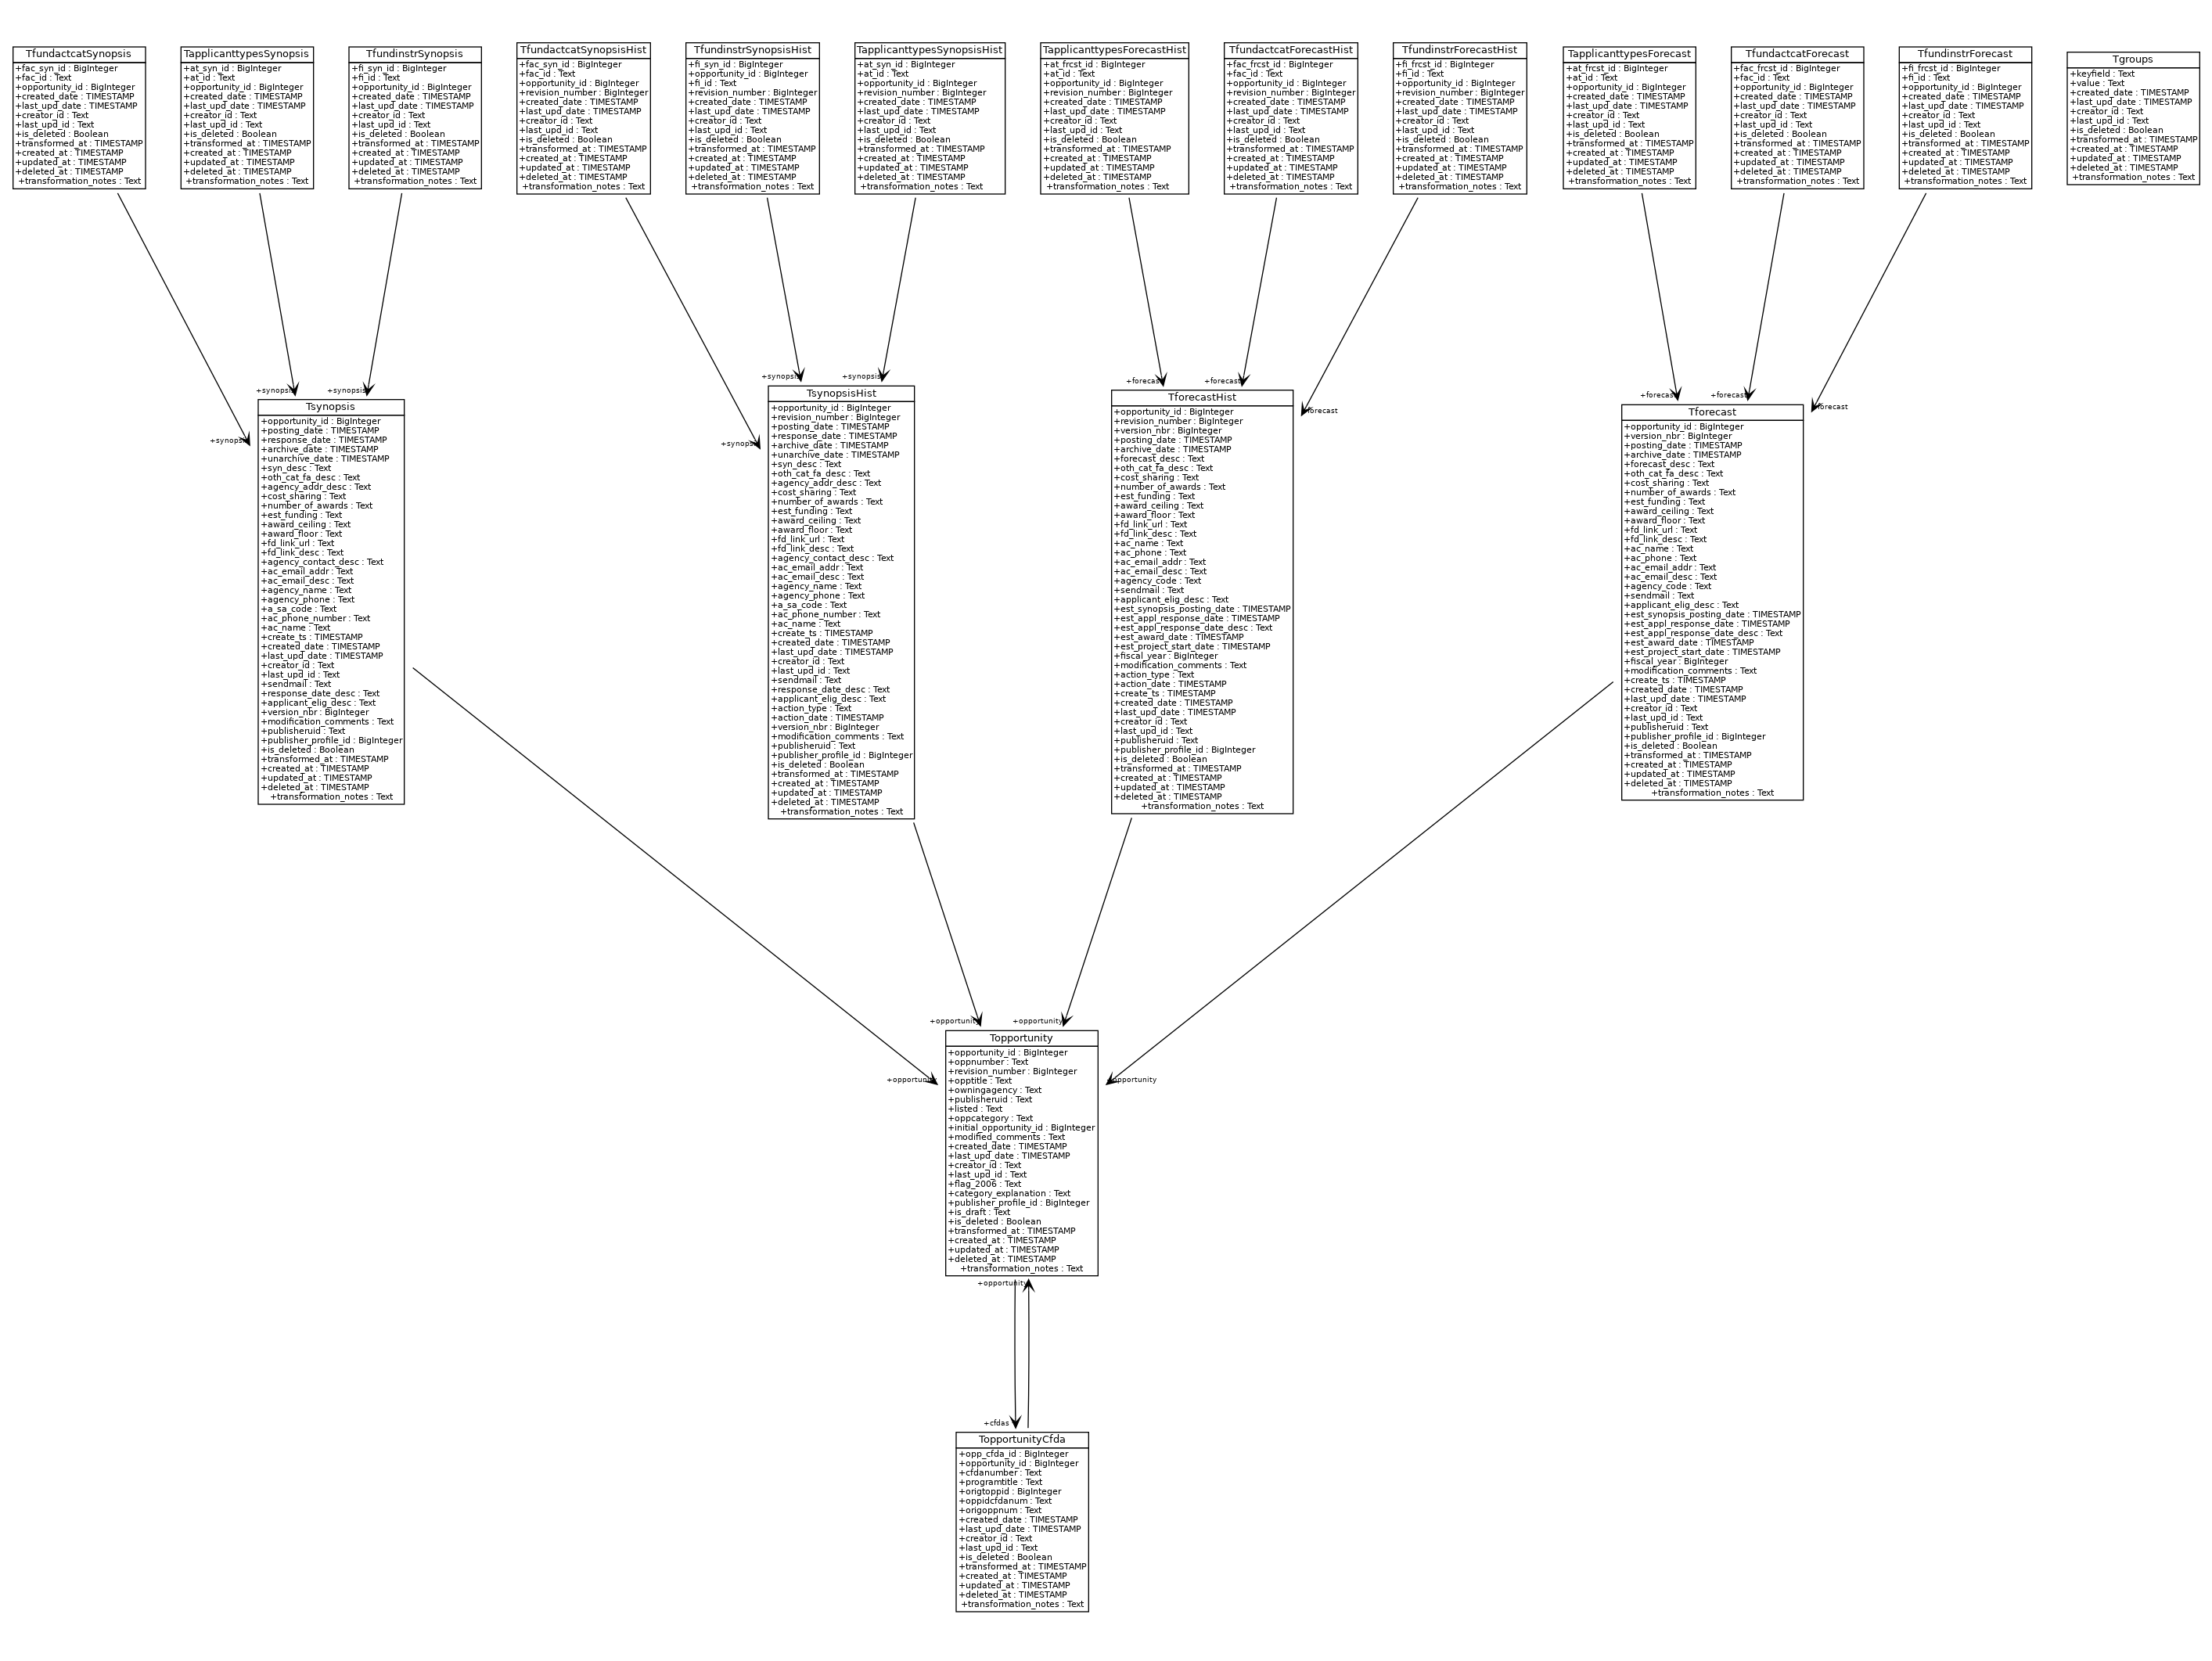 TfundactcatSynopsis
+fac_syn_id : BigInteger
+fac_id : Text
+opportunity_id : BigInteger
+created_date : TIMESTAMP
+last_upd_date : TIMESTAMP
+creator_id : Text
+last_upd_id : Text
+is_deleted : Boolean
+transformed_at : TIMESTAMP
+created_at : TIMESTAMP
+updated_at : TIMESTAMP
+deleted_at : TIMESTAMP
+transformation_notes : Text
TapplicanttypesSynopsis
+at_syn_id : BigInteger
+at_id : Text
+opportunity_id : BigInteger
+created_date : TIMESTAMP
+last_upd_date : TIMESTAMP
+creator_id : Text
+last_upd_id : Text
+is_deleted : Boolean
+transformed_at : TIMESTAMP
+created_at : TIMESTAMP
+updated_at : TIMESTAMP
+deleted_at : TIMESTAMP
+transformation_notes : Text
TfundinstrSynopsis
+fi_syn_id : BigInteger
+fi_id : Text
+opportunity_id : BigInteger
+created_date : TIMESTAMP
+last_upd_date : TIMESTAMP
+creator_id : Text
+last_upd_id : Text
+is_deleted : Boolean
+transformed_at : TIMESTAMP
+created_at : TIMESTAMP
+updated_at : TIMESTAMP
+deleted_at : TIMESTAMP
+transformation_notes : Text
TfundactcatSynopsisHist
+fac_syn_id : BigInteger
+fac_id : Text
+opportunity_id : BigInteger
+revision_number : BigInteger
+created_date : TIMESTAMP
+last_upd_date : TIMESTAMP
+creator_id : Text
+last_upd_id : Text
+is_deleted : Boolean
+transformed_at : TIMESTAMP
+created_at : TIMESTAMP
+updated_at : TIMESTAMP
+deleted_at : TIMESTAMP
+transformation_notes : Text
TfundinstrSynopsisHist
+fi_syn_id : BigInteger
+opportunity_id : BigInteger
+fi_id : Text
+revision_number : BigInteger
+created_date : TIMESTAMP
+last_upd_date : TIMESTAMP
+creator_id : Text
+last_upd_id : Text
+is_deleted : Boolean
+transformed_at : TIMESTAMP
+created_at : TIMESTAMP
+updated_at : TIMESTAMP
+deleted_at : TIMESTAMP
+transformation_notes : Text
TapplicanttypesSynopsisHist
+at_syn_id : BigInteger
+at_id : Text
+opportunity_id : BigInteger
+revision_number : BigInteger
+created_date : TIMESTAMP
+last_upd_date : TIMESTAMP
+creator_id : Text
+last_upd_id : Text
+is_deleted : Boolean
+transformed_at : TIMESTAMP
+created_at : TIMESTAMP
+updated_at : TIMESTAMP
+deleted_at : TIMESTAMP
+transformation_notes : Text
TapplicanttypesForecastHist
+at_frcst_id : BigInteger
+at_id : Text
+opportunity_id : BigInteger
+revision_number : BigInteger
+created_date : TIMESTAMP
+last_upd_date : TIMESTAMP
+creator_id : Text
+last_upd_id : Text
+is_deleted : Boolean
+transformed_at : TIMESTAMP
+created_at : TIMESTAMP
+updated_at : TIMESTAMP
+deleted_at : TIMESTAMP
+transformation_notes : Text
TfundactcatForecastHist
+fac_frcst_id : BigInteger
+fac_id : Text
+opportunity_id : BigInteger
+revision_number : BigInteger
+created_date : TIMESTAMP
+last_upd_date : TIMESTAMP
+creator_id : Text
+last_upd_id : Text
+is_deleted : Boolean
+transformed_at : TIMESTAMP
+created_at : TIMESTAMP
+updated_at : TIMESTAMP
+deleted_at : TIMESTAMP
+transformation_notes : Text
TfundinstrForecastHist
+fi_frcst_id : BigInteger
+fi_id : Text
+opportunity_id : BigInteger
+revision_number : BigInteger
+created_date : TIMESTAMP
+last_upd_date : TIMESTAMP
+creator_id : Text
+last_upd_id : Text
+is_deleted : Boolean
+transformed_at : TIMESTAMP
+created_at : TIMESTAMP
+updated_at : TIMESTAMP
+deleted_at : TIMESTAMP
+transformation_notes : Text
TapplicanttypesForecast
+at_frcst_id : BigInteger
+at_id : Text
+opportunity_id : BigInteger
+created_date : TIMESTAMP
+last_upd_date : TIMESTAMP
+creator_id : Text
+last_upd_id : Text
+is_deleted : Boolean
+transformed_at : TIMESTAMP
+created_at : TIMESTAMP
+updated_at : TIMESTAMP
+deleted_at : TIMESTAMP
+transformation_notes : Text
TfundactcatForecast
+fac_frcst_id : BigInteger
+fac_id : Text
+opportunity_id : BigInteger
+created_date : TIMESTAMP
+last_upd_date : TIMESTAMP
+creator_id : Text
+last_upd_id : Text
+is_deleted : Boolean
+transformed_at : TIMESTAMP
+created_at : TIMESTAMP
+updated_at : TIMESTAMP
+deleted_at : TIMESTAMP
+transformation_notes : Text
TfundinstrForecast
+fi_frcst_id : BigInteger
+fi_id : Text
+opportunity_id : BigInteger
+created_date : TIMESTAMP
+last_upd_date : TIMESTAMP
+creator_id : Text
+last_upd_id : Text
+is_deleted : Boolean
+transformed_at : TIMESTAMP
+created_at : TIMESTAMP
+updated_at : TIMESTAMP
+deleted_at : TIMESTAMP
+transformation_notes : Text
Tgroups
+keyfield : Text
+value : Text
+created_date : TIMESTAMP
+last_upd_date : TIMESTAMP
+creator_id : Text
+last_upd_id : Text
+is_deleted : Boolean
+transformed_at : TIMESTAMP
+created_at : TIMESTAMP
+updated_at : TIMESTAMP
+deleted_at : TIMESTAMP
+transformation_notes : Text
+synopsis
+synopsis
+synopsis
+synopsis
+synopsis
+synopsis
+forecast
+forecast
+forecast
+forecast
+forecast
+forecast
Tsynopsis
+opportunity_id : BigInteger
+posting_date : TIMESTAMP
+response_date : TIMESTAMP
+archive_date : TIMESTAMP
+unarchive_date : TIMESTAMP
+syn_desc : Text
+oth_cat_fa_desc : Text
+agency_addr_desc : Text
+cost_sharing : Text
+number_of_awards : Text
+est_funding : Text
+award_ceiling : Text
+award_floor : Text
+fd_link_url : Text
+fd_link_desc : Text
+agency_contact_desc : Text
+ac_email_addr : Text
+ac_email_desc : Text
+agency_name : Text
+agency_phone : Text
+a_sa_code : Text
+ac_phone_number : Text
+ac_name : Text
+create_ts : TIMESTAMP
+created_date : TIMESTAMP
+last_upd_date : TIMESTAMP
+creator_id : Text
+last_upd_id : Text
+sendmail : Text
+response_date_desc : Text
+applicant_elig_desc : Text
+version_nbr : BigInteger
+modification_comments : Text
+publisheruid : Text
+publisher_profile_id : BigInteger
+is_deleted : Boolean
+transformed_at : TIMESTAMP
+created_at : TIMESTAMP
+updated_at : TIMESTAMP
+deleted_at : TIMESTAMP
+transformation_notes : Text
TsynopsisHist
+opportunity_id : BigInteger
+revision_number : BigInteger
+posting_date : TIMESTAMP
+response_date : TIMESTAMP
+archive_date : TIMESTAMP
+unarchive_date : TIMESTAMP
+syn_desc : Text
+oth_cat_fa_desc : Text
+agency_addr_desc : Text
+cost_sharing : Text
+number_of_awards : Text
+est_funding : Text
+award_ceiling : Text
+award_floor : Text
+fd_link_url : Text
+fd_link_desc : Text
+agency_contact_desc : Text
+ac_email_addr : Text
+ac_email_desc : Text
+agency_name : Text
+agency_phone : Text
+a_sa_code : Text
+ac_phone_number : Text
+ac_name : Text
+create_ts : TIMESTAMP
+created_date : TIMESTAMP
+last_upd_date : TIMESTAMP
+creator_id : Text
+last_upd_id : Text
+sendmail : Text
+response_date_desc : Text
+applicant_elig_desc : Text
+action_type : Text
+action_date : TIMESTAMP
+version_nbr : BigInteger
+modification_comments : Text
+publisheruid : Text
+publisher_profile_id : BigInteger
+is_deleted : Boolean
+transformed_at : TIMESTAMP
+created_at : TIMESTAMP
+updated_at : TIMESTAMP
+deleted_at : TIMESTAMP
+transformation_notes : Text
TforecastHist
+opportunity_id : BigInteger
+revision_number : BigInteger
+version_nbr : BigInteger
+posting_date : TIMESTAMP
+archive_date : TIMESTAMP
+forecast_desc : Text
+oth_cat_fa_desc : Text
+cost_sharing : Text
+number_of_awards : Text
+est_funding : Text
+award_ceiling : Text
+award_floor : Text
+fd_link_url : Text
+fd_link_desc : Text
+ac_name : Text
+ac_phone : Text
+ac_email_addr : Text
+ac_email_desc : Text
+agency_code : Text
+sendmail : Text
+applicant_elig_desc : Text
+est_synopsis_posting_date : TIMESTAMP
+est_appl_response_date : TIMESTAMP
+est_appl_response_date_desc : Text
+est_award_date : TIMESTAMP
+est_project_start_date : TIMESTAMP
+fiscal_year : BigInteger
+modification_comments : Text
+action_type : Text
+action_date : TIMESTAMP
+create_ts : TIMESTAMP
+created_date : TIMESTAMP
+last_upd_date : TIMESTAMP
+creator_id : Text
+last_upd_id : Text
+publisheruid : Text
+publisher_profile_id : BigInteger
+is_deleted : Boolean
+transformed_at : TIMESTAMP
+created_at : TIMESTAMP
+updated_at : TIMESTAMP
+deleted_at : TIMESTAMP
+transformation_notes : Text
Tforecast
+opportunity_id : BigInteger
+version_nbr : BigInteger
+posting_date : TIMESTAMP
+archive_date : TIMESTAMP
+forecast_desc : Text
+oth_cat_fa_desc : Text
+cost_sharing : Text
+number_of_awards : Text
+est_funding : Text
+award_ceiling : Text
+award_floor : Text
+fd_link_url : Text
+fd_link_desc : Text
+ac_name : Text
+ac_phone : Text
+ac_email_addr : Text
+ac_email_desc : Text
+agency_code : Text
+sendmail : Text
+applicant_elig_desc : Text
+est_synopsis_posting_date : TIMESTAMP
+est_appl_response_date : TIMESTAMP
+est_appl_response_date_desc : Text
+est_award_date : TIMESTAMP
+est_project_start_date : TIMESTAMP
+fiscal_year : BigInteger
+modification_comments : Text
+create_ts : TIMESTAMP
+created_date : TIMESTAMP
+last_upd_date : TIMESTAMP
+creator_id : Text
+last_upd_id : Text
+publisheruid : Text
+publisher_profile_id : BigInteger
+is_deleted : Boolean
+transformed_at : TIMESTAMP
+created_at : TIMESTAMP
+updated_at : TIMESTAMP
+deleted_at : TIMESTAMP
+transformation_notes : Text
+opportunity
+opportunity
+opportunity
+opportunity
Topportunity
+opportunity_id : BigInteger
+oppnumber : Text
+revision_number : BigInteger
+opptitle : Text
+owningagency : Text
+publisheruid : Text
+listed : Text
+oppcategory : Text
+initial_opportunity_id : BigInteger
+modified_comments : Text
+created_date : TIMESTAMP
+last_upd_date : TIMESTAMP
+creator_id : Text
+last_upd_id : Text
+flag_2006 : Text
+category_explanation : Text
+publisher_profile_id : BigInteger
+is_draft : Text
+is_deleted : Boolean
+transformed_at : TIMESTAMP
+created_at : TIMESTAMP
+updated_at : TIMESTAMP
+deleted_at : TIMESTAMP
+transformation_notes : Text
+opportunity
+cfdas
TopportunityCfda
+opp_cfda_id : BigInteger
+opportunity_id : BigInteger
+cfdanumber : Text
+programtitle : Text
+origtoppid : BigInteger
+oppidcfdanum : Text
+origoppnum : Text
+created_date : TIMESTAMP
+last_upd_date : TIMESTAMP
+creator_id : Text
+last_upd_id : Text
+is_deleted : Boolean
+transformed_at : TIMESTAMP
+created_at : TIMESTAMP
+updated_at : TIMESTAMP
+deleted_at : TIMESTAMP
+transformation_notes : Text